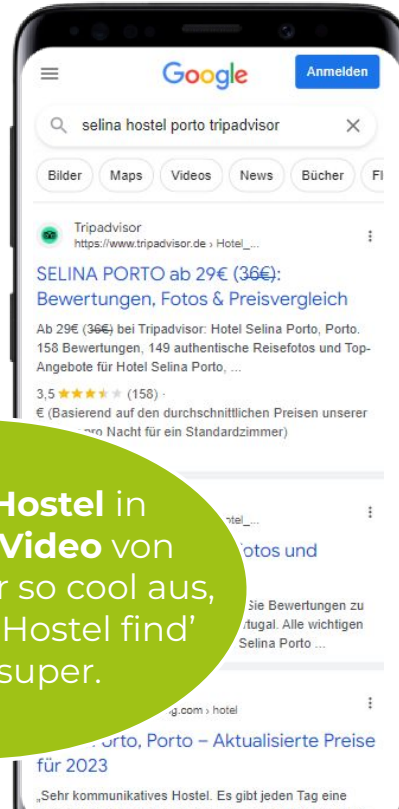 Google
Anmelden
selina hostel porto tripadvisor
Bilder Maps Videos News Bücher
Tripadvisor
https://www.tripadvisor.de › Hotel_...
SELINA PORTO ab 29€ (36€):
Bewertungen, Fotos & Preisvergleich
Ab 29€ (36€) bei Tripadvisor: Hotel Selina Porto, Porto.
158 Bewertungen, 149 authentische Reisefotos und Top-
Angebote für Hotel Selina Porto, ...
3,5 (158) ·
€ (Basierend auf den durchschnittlichen Preisen unserer
pro Nacht für ein Standardzimmer)
Hostel in
Video von
so cool aus,
Hostel find’
super.
otos und
Sie Bewertungen zu
Alle wichtigen
Selina Porto ...
› hotel
Porto – Aktualisierte Preise
für 2023
„Sehr kommunikatives Hostel. Es gibt jeden Tag eine